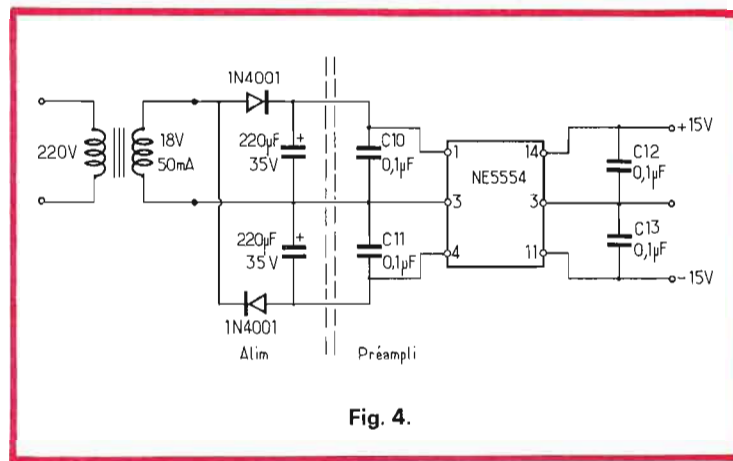 1N4001
220V
18V
50mA
220µF
35V
+
C10
0,1µF
1
14
NE5554
+15V
C12
0,1µF
3
3
220µF
35V
+
C11
0,1µF
4
11
C13
0,1µF
-15V
1N4001
Alim
Préampli
Fig. 4.